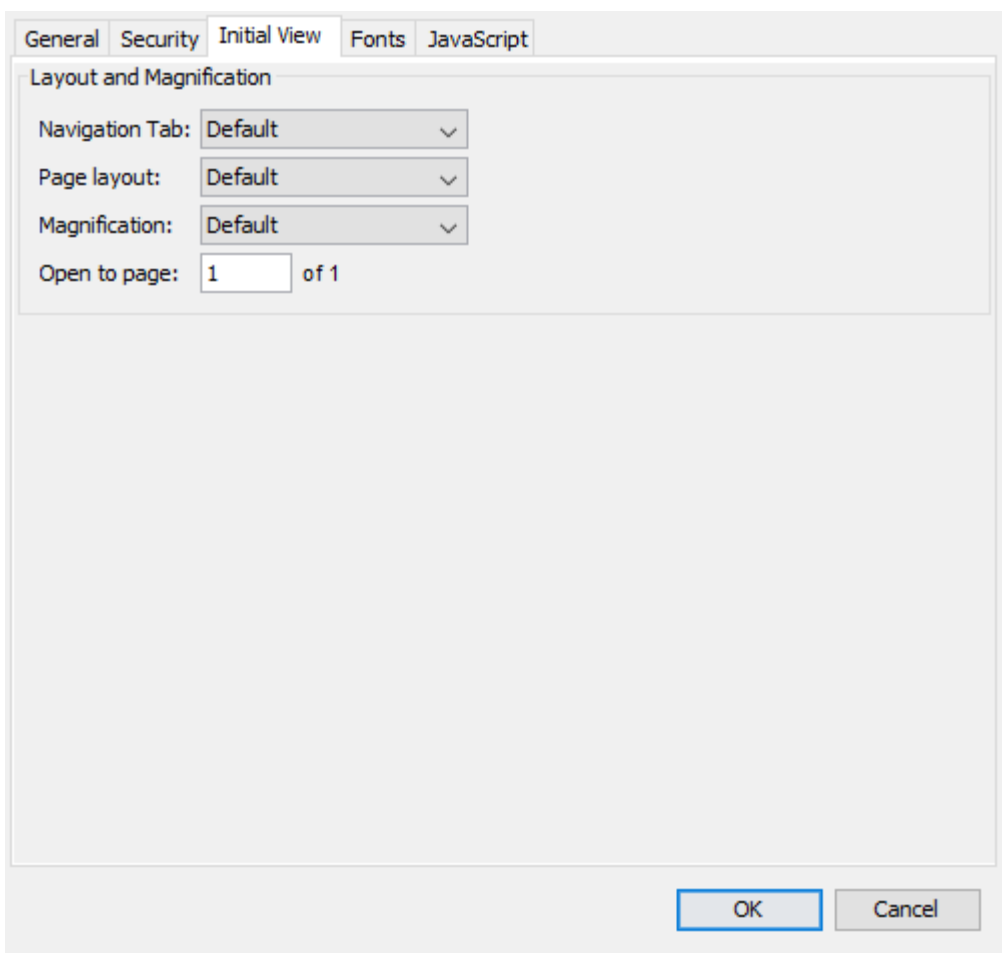 General Security Initial View Fonts JavaScript
Layout and Magnification
Navigation Tab: Default
Page layout: Default
Magnification: Default
Open to page: 1 of 1
OK Cancel